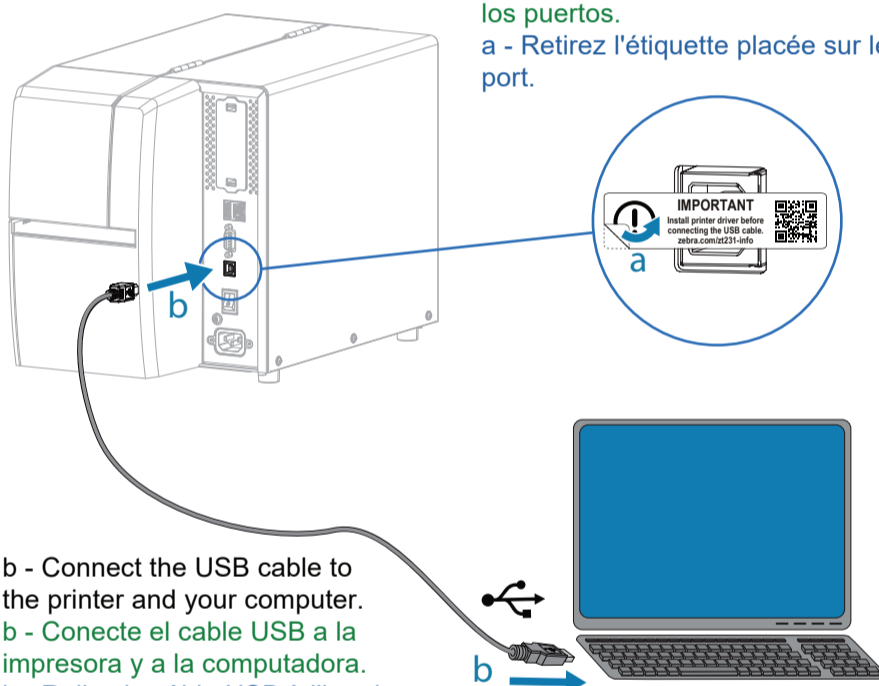 los puertos.
a - Retirez l'étiquette placée sur le
port.
IMPORTANT
Install printer driver before
connecting the USB cable.
zebra.com/zt231-info
a
b
b - Connect the USB cable to
the printer and your computer.
b - Conecte el cable USB a la
impresora y a la computadora.
b